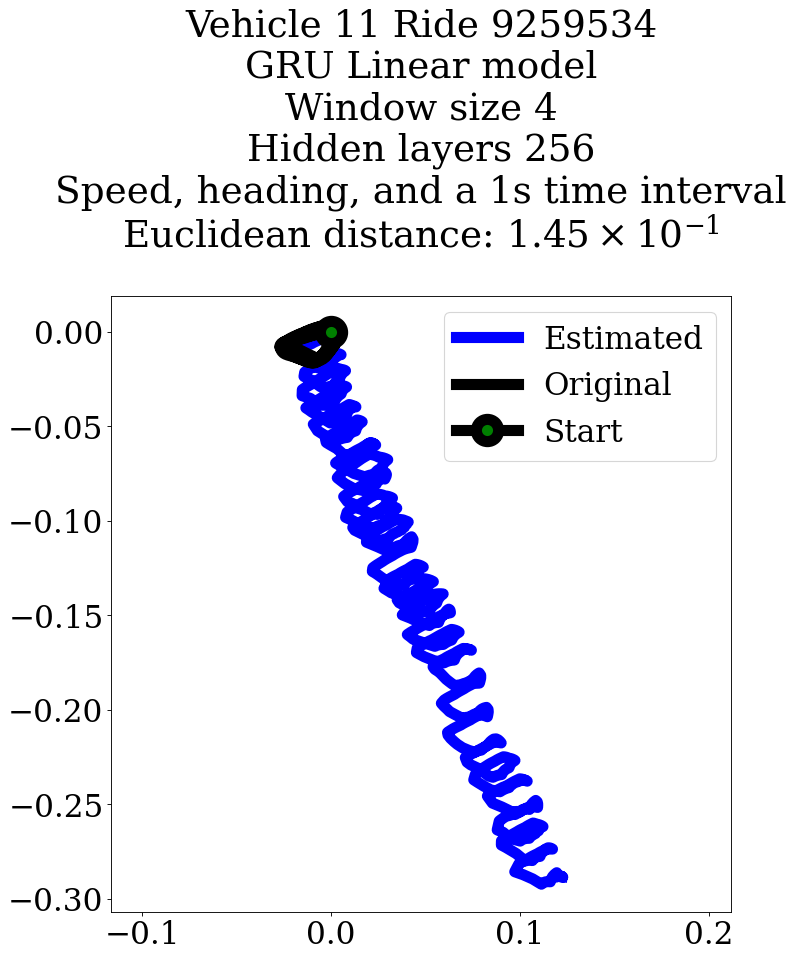 Vehicle 11 Ride 9259534
GRU Linear model
Window size 4
Hidden layers 256
Speed, heading, and a 1s time interval
Euclidean distance: 1.45 × 10⁻¹
0.00
−0.05
−0.10
−0.15
−0.20
−0.25
−0.30
−0.1
0.0
0.1
0.2
Estimated
Original
Start